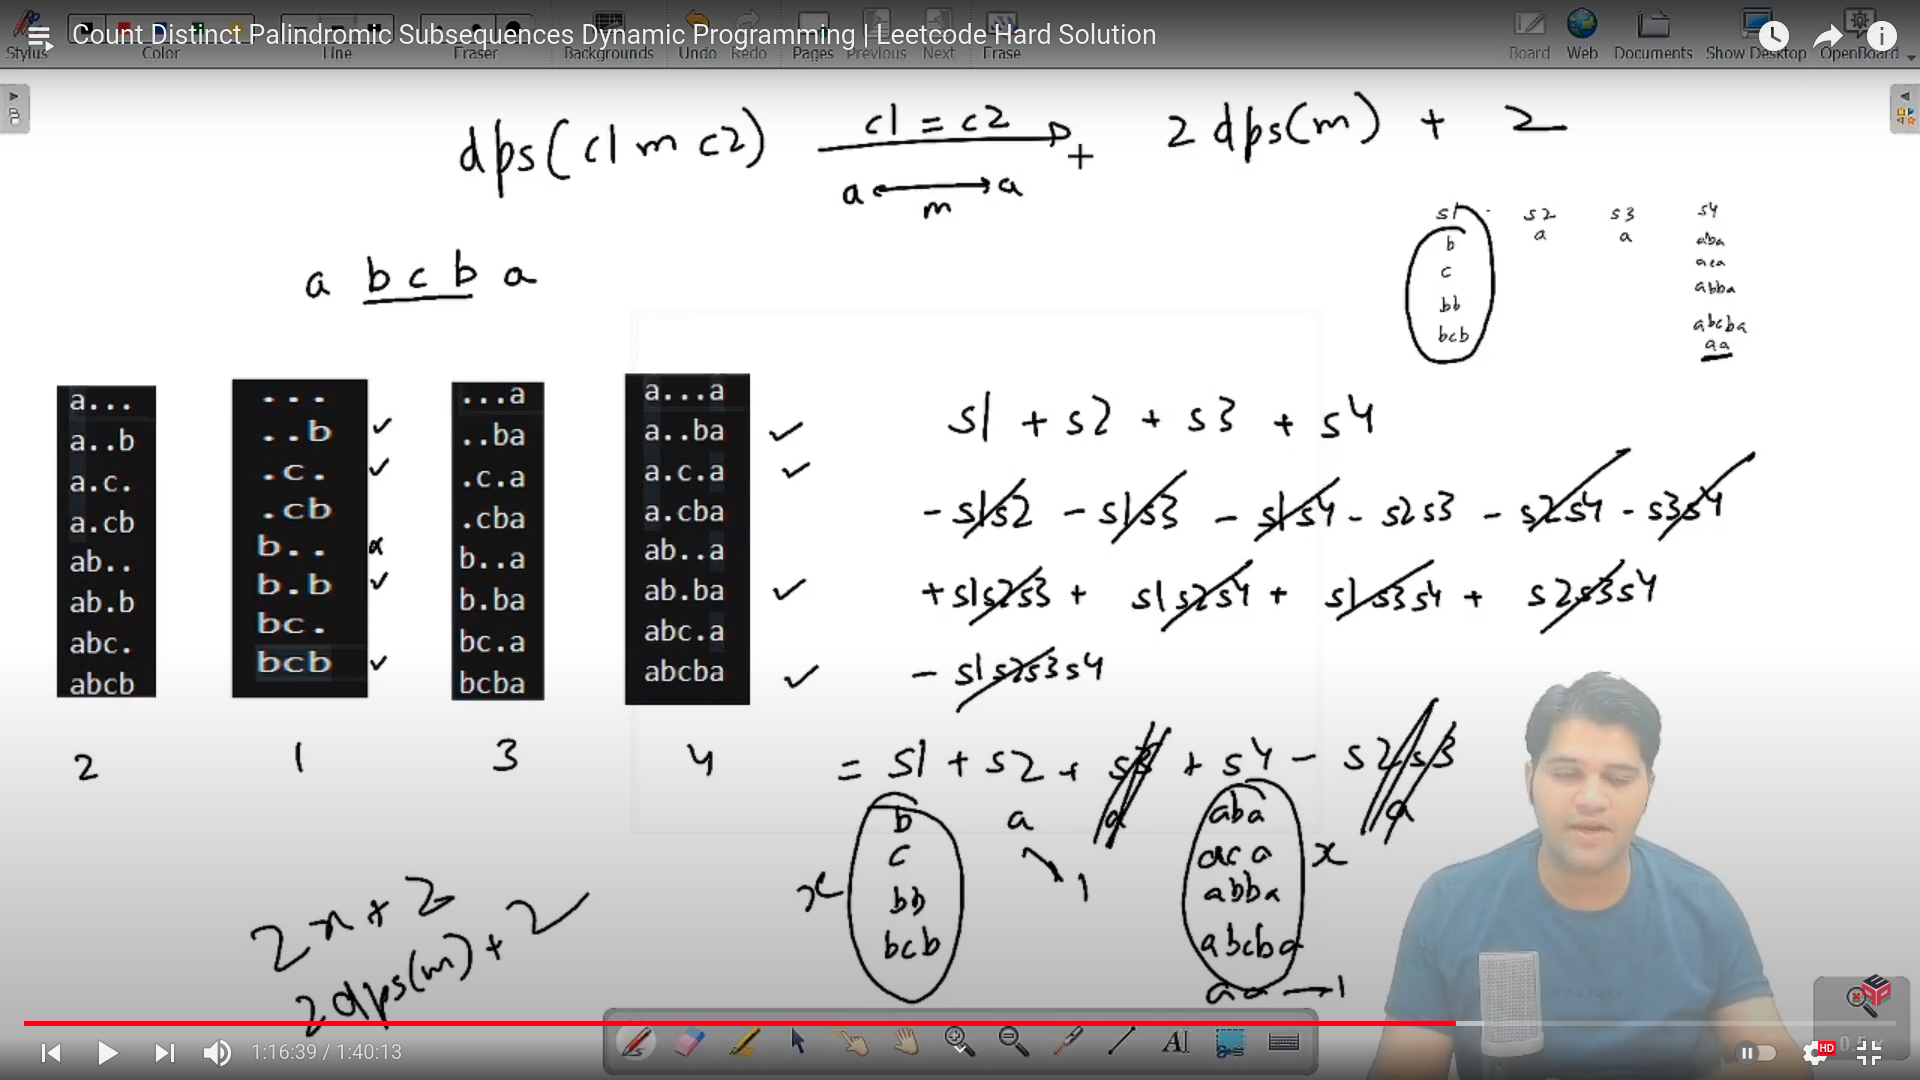 Count Distinct Palindromic Subsequences Dynamic Programming | Leetcode Hard Solution
Stylus Color Line Eraser Backgrounds Undo Redo Pages Previous Next Erase Board Web Documents Show Desktop OpenBoard
dps(c1 m c2) c1 = c2 + 2 dps(m) + 2
a m a
a b c b a
s1 s2 s3 s4
b a a aba
c aca
bb abba
bcb abcba
aa
a...
a..b
a.c.
a.cb
ab..
ab.b
abc.
abcb
2
...
..b ✓
.c. ✓
.cb
b..
b.b ✓
bc.
bcb ✓
1
...a
..ba
.c.a
.cba
b..a
b.ba
bc.a
bcba
3
a...a
a..ba ✓
a.c.a ✓
a.cba
ab..a
ab.ba ✓
abc.a
abcba ✓
4
s1 + s2 + s3 + s4
- s1s2 - s1s3 - s1s4 - s2s3 - s2s4 - s3s4
+ s1s2s3 + s1s2s4 + s1s3s4 + s2s3s4
- s1s2s3s4
= s1 + s2 + s3 + s4 - s2s3
b a a aba a
c aca
bb abba
bcb abcba
x 1 x
aa → 1
2x + 2
2dps(m) + 2
1:16:39 / 1:40:13
HD